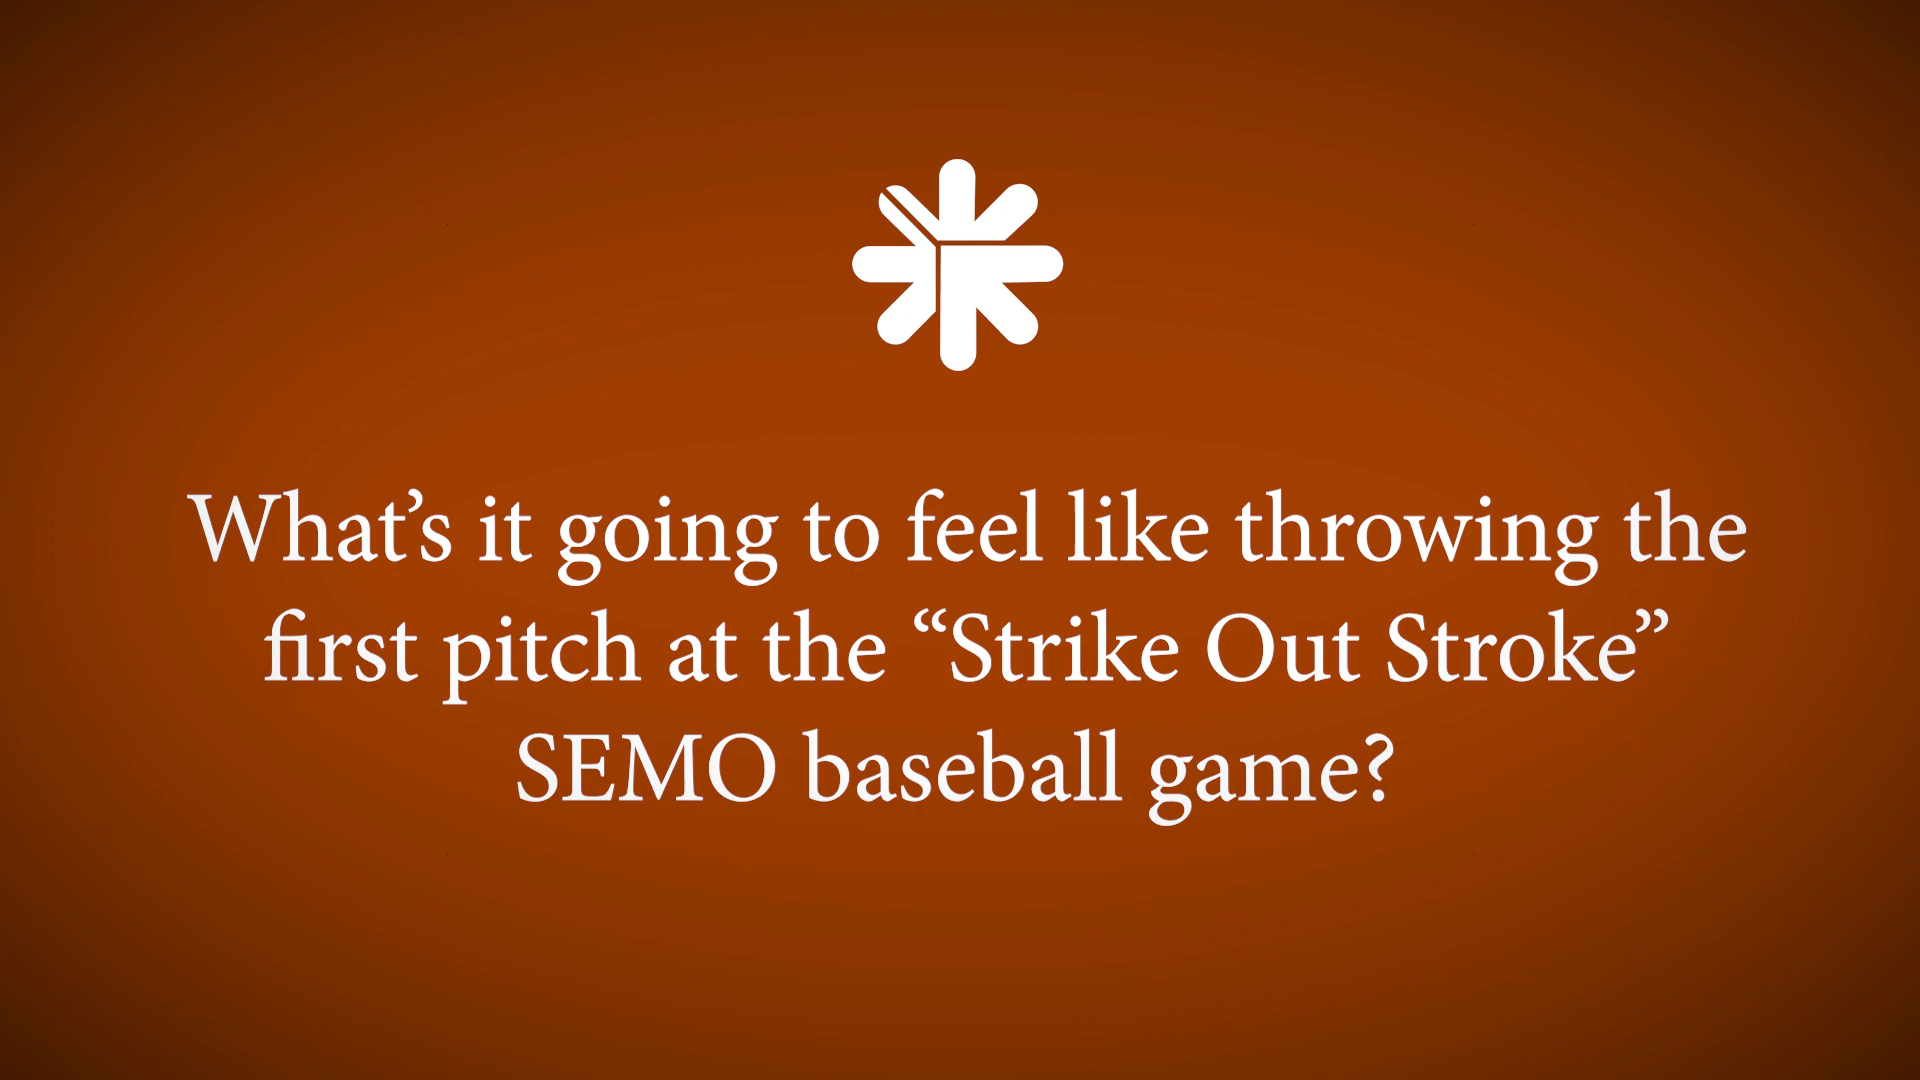 What’s it going to feel like throwing the
first pitch at the “Strike Out Stroke”
SEMO baseball game?